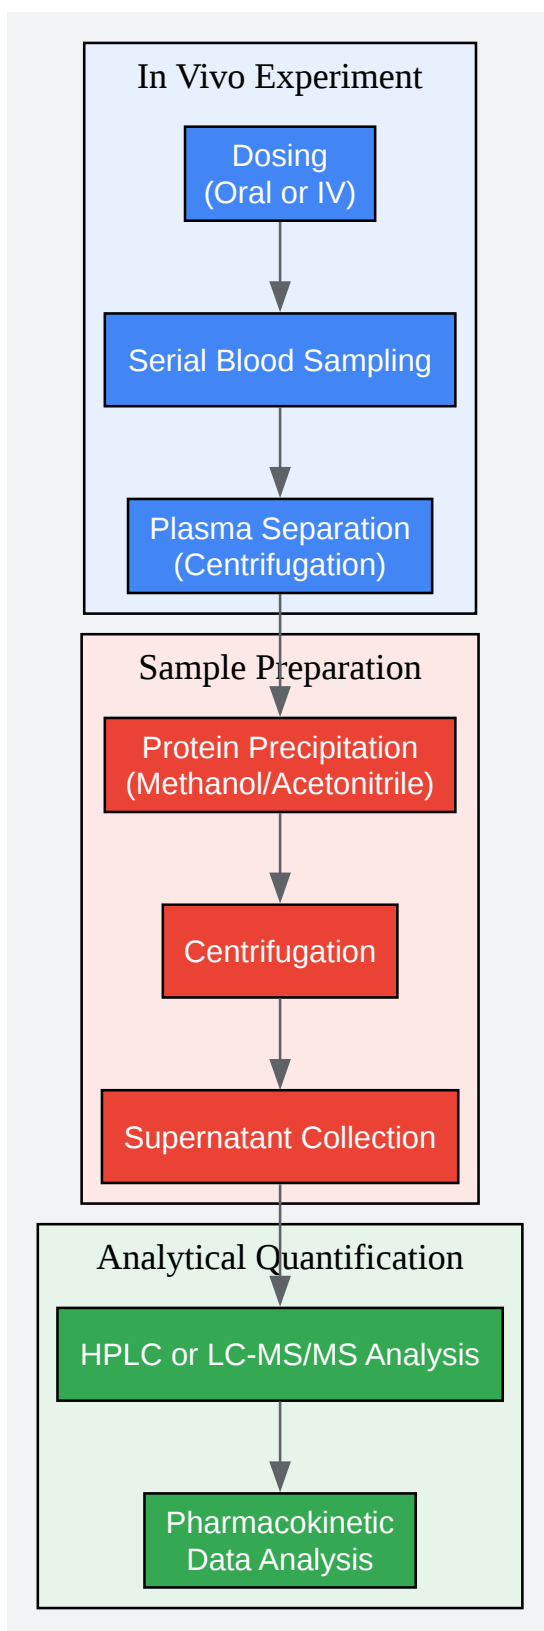 In Vivo Experiment
Dosing
(Oral or IV)
Serial Blood Sampling
Plasma Separation
(Centrifugation)
Sample Preparation
Protein Precipitation
(Methanol/Acetonitrile)
Centrifugation
Supernatant Collection
Analytical Quantification
HPLC or LC-MS/MS Analysis
Pharmacokinetic
Data Analysis